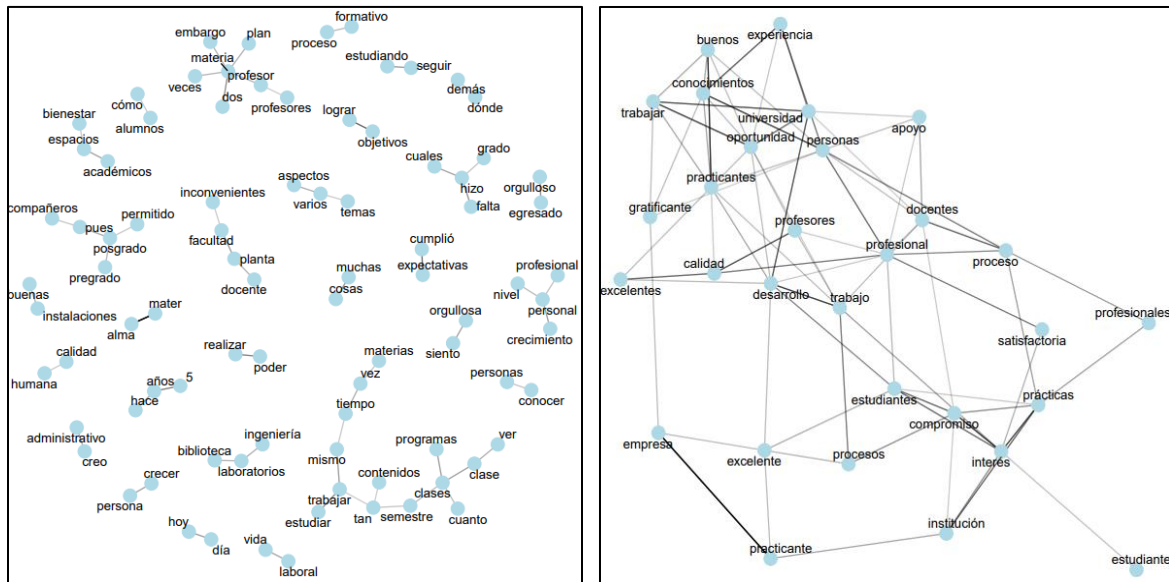 formativo
proceso
embargo
plan
materia
profesor
veces
dos
profesores
estudiando
seguir
demás
dónde
cómo
alumnos
bienestar
espacios
académicos
lograr
objetivos
cuales
grado
hizo
falta
orgulloso
egresado
inconvenientes
aspectos
varios
temas
compañeros
permitido
pues
posgrado
pregrado
facultad
planta
docente
cumplió
expectativas
muchas
cosas
profesional
nivel
personal
crecimiento
buenas
instalaciones
mater
alma
orgullosa
siento
calidad
humana
realizar
poder
materias
vez
tiempo
personas
conocer
años
5
hace
administrativo
creo
biblioteca
ingeniería
laboratorios
mismo
programas
ver
contenidos
clases
clase
crecer
persona
trabajar
estudiar
tan
semestre
cuanto
hoy
día
vida
laboral
experiencia
buenos
conocimientos
trabajar
universidad
oportunidad
personas
apoyo
practicantes
gratificante
profesores
docentes
profesional
proceso
calidad
excelentes
desarrollo
trabajo
profesionales
satisfactoria
estudiantes
prácticas
compromiso
empresa
excelente
procesos
interés
institución
practicante
estudiante